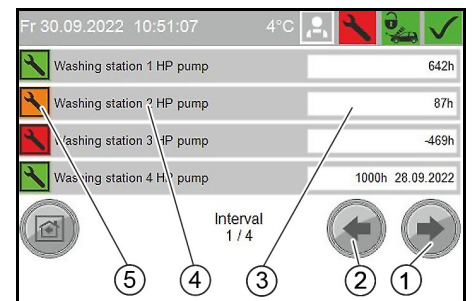 Fr 30.09.2022 10:51:07 4°C
Washing station 1 HP pump 642h
Washing station 2 HP pump 87h
Washing station 3 HP pump -469h
Washing station 4 HP pump 1000h 28.09.2022
Interval
1 / 4
5 4 3 2 1